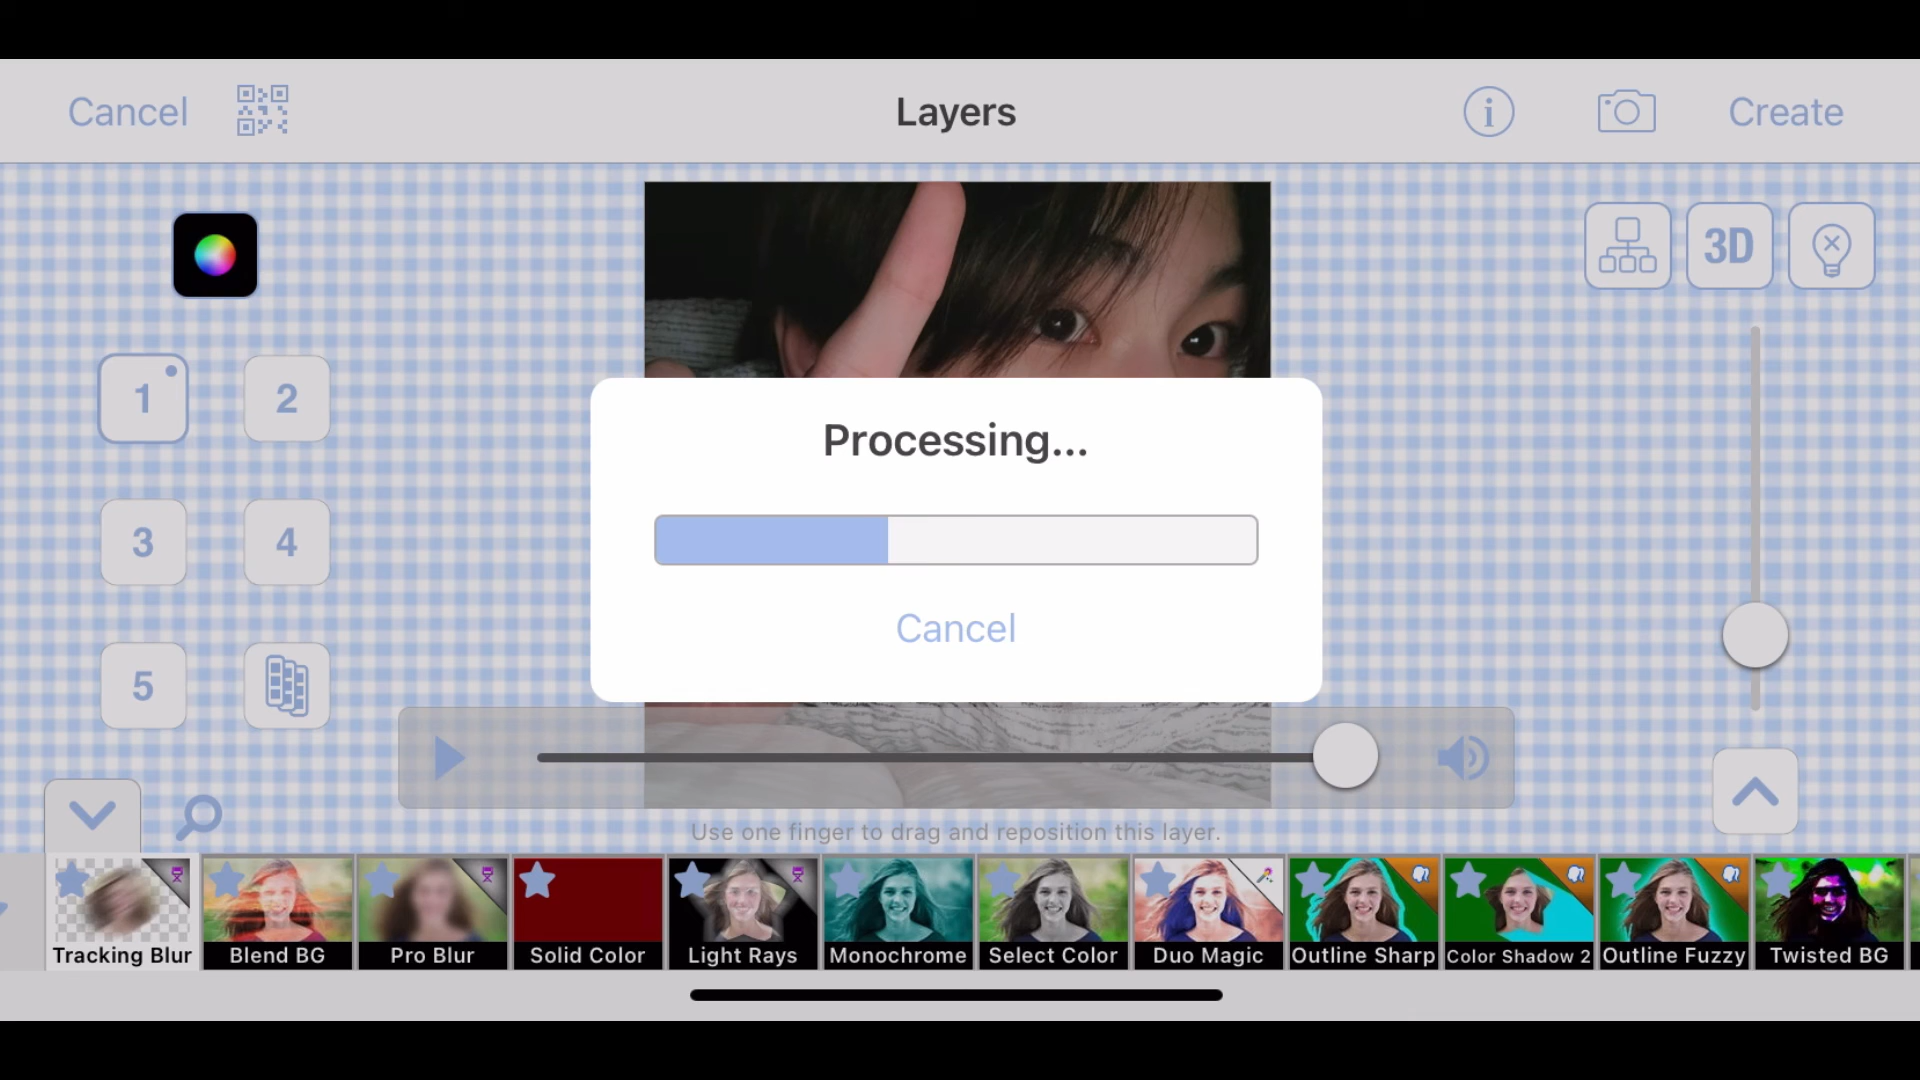 Cancel
Layers
Create
3D
1
2
3
4
5
Processing...
Cancel
Use one finger to drag and reposition this layer.
Tracking Blur
Blend BG
Pro Blur
Solid Color
Light Rays
Monochrome
Select Color
Duo Magic
Outline Sharp
Color Shadow 2
Outline Fuzzy
Twisted BG